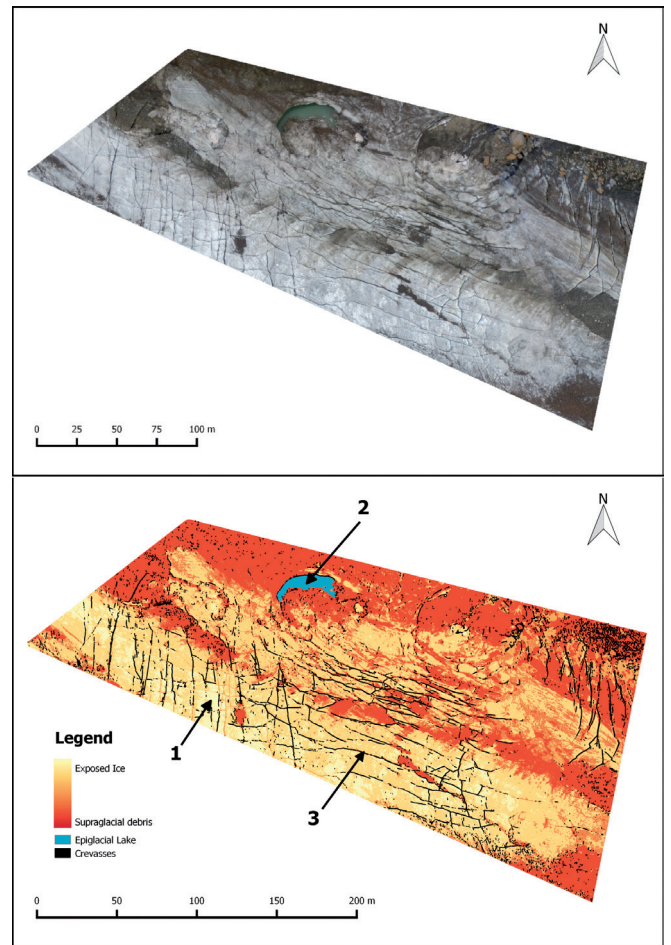 N
0 25 50 75 100 m
N
2
1
3
Legend
Exposed Ice
Supraglacial debris
Epiglacial Lake
Crevasses
0 50 100 150 200 m